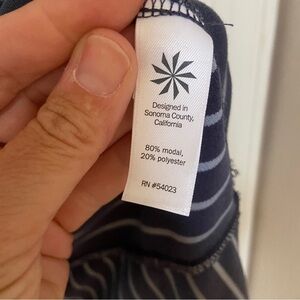 Designed in
Sonoma County,
California
80% modal,
20% polyester
RN #54023